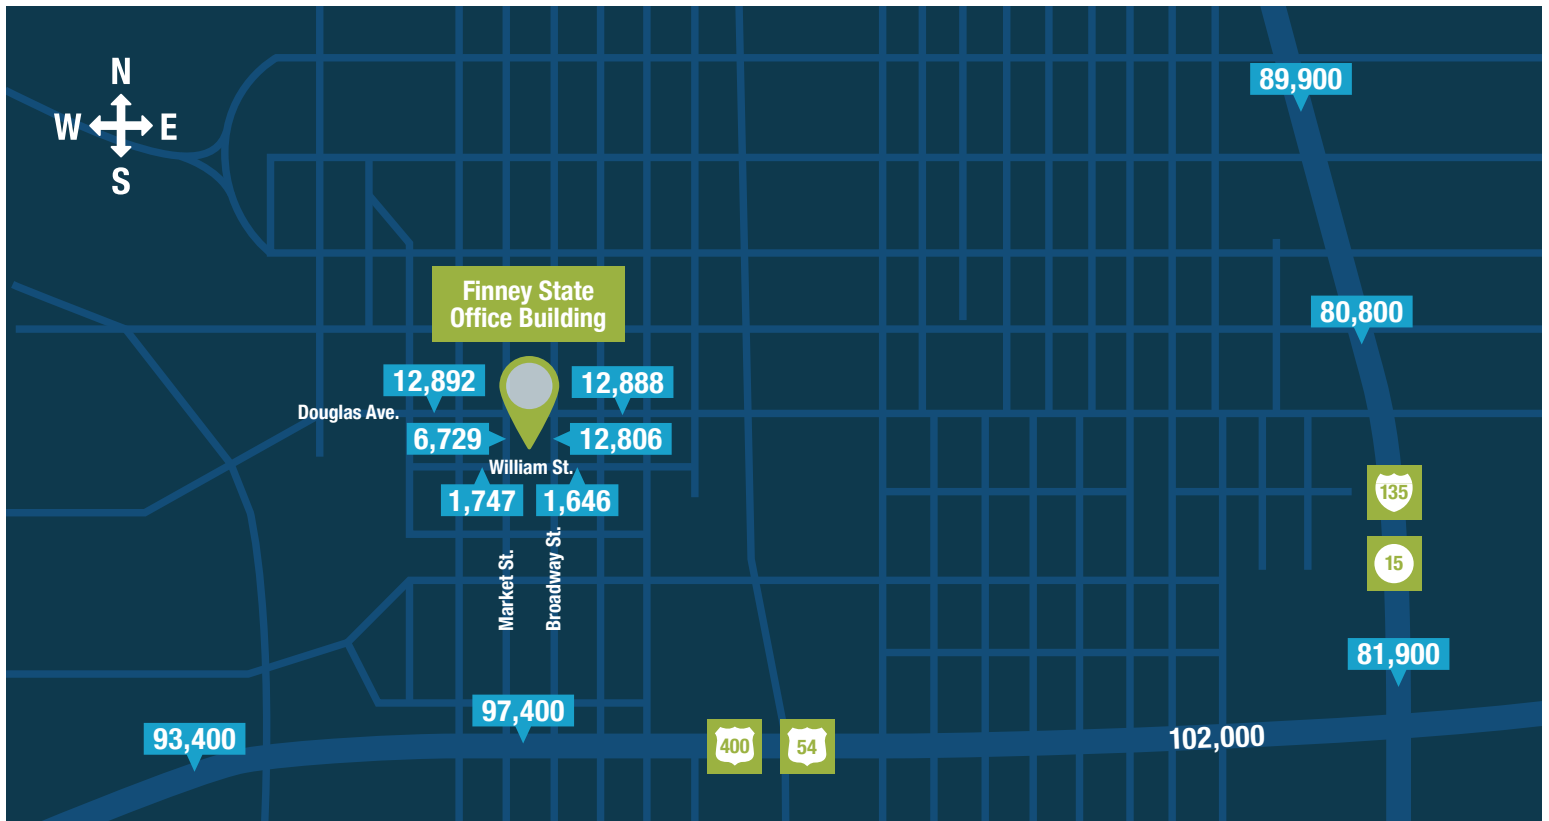 N
W E
S
89,900
Finney State
Office Building
80,800
12,892
12,888
Douglas Ave.
6,729
12,806
William St.
1,747
1,646
135
Market St.
Broadway St.
15
81,900
97,400
93,400
400
54
102,000